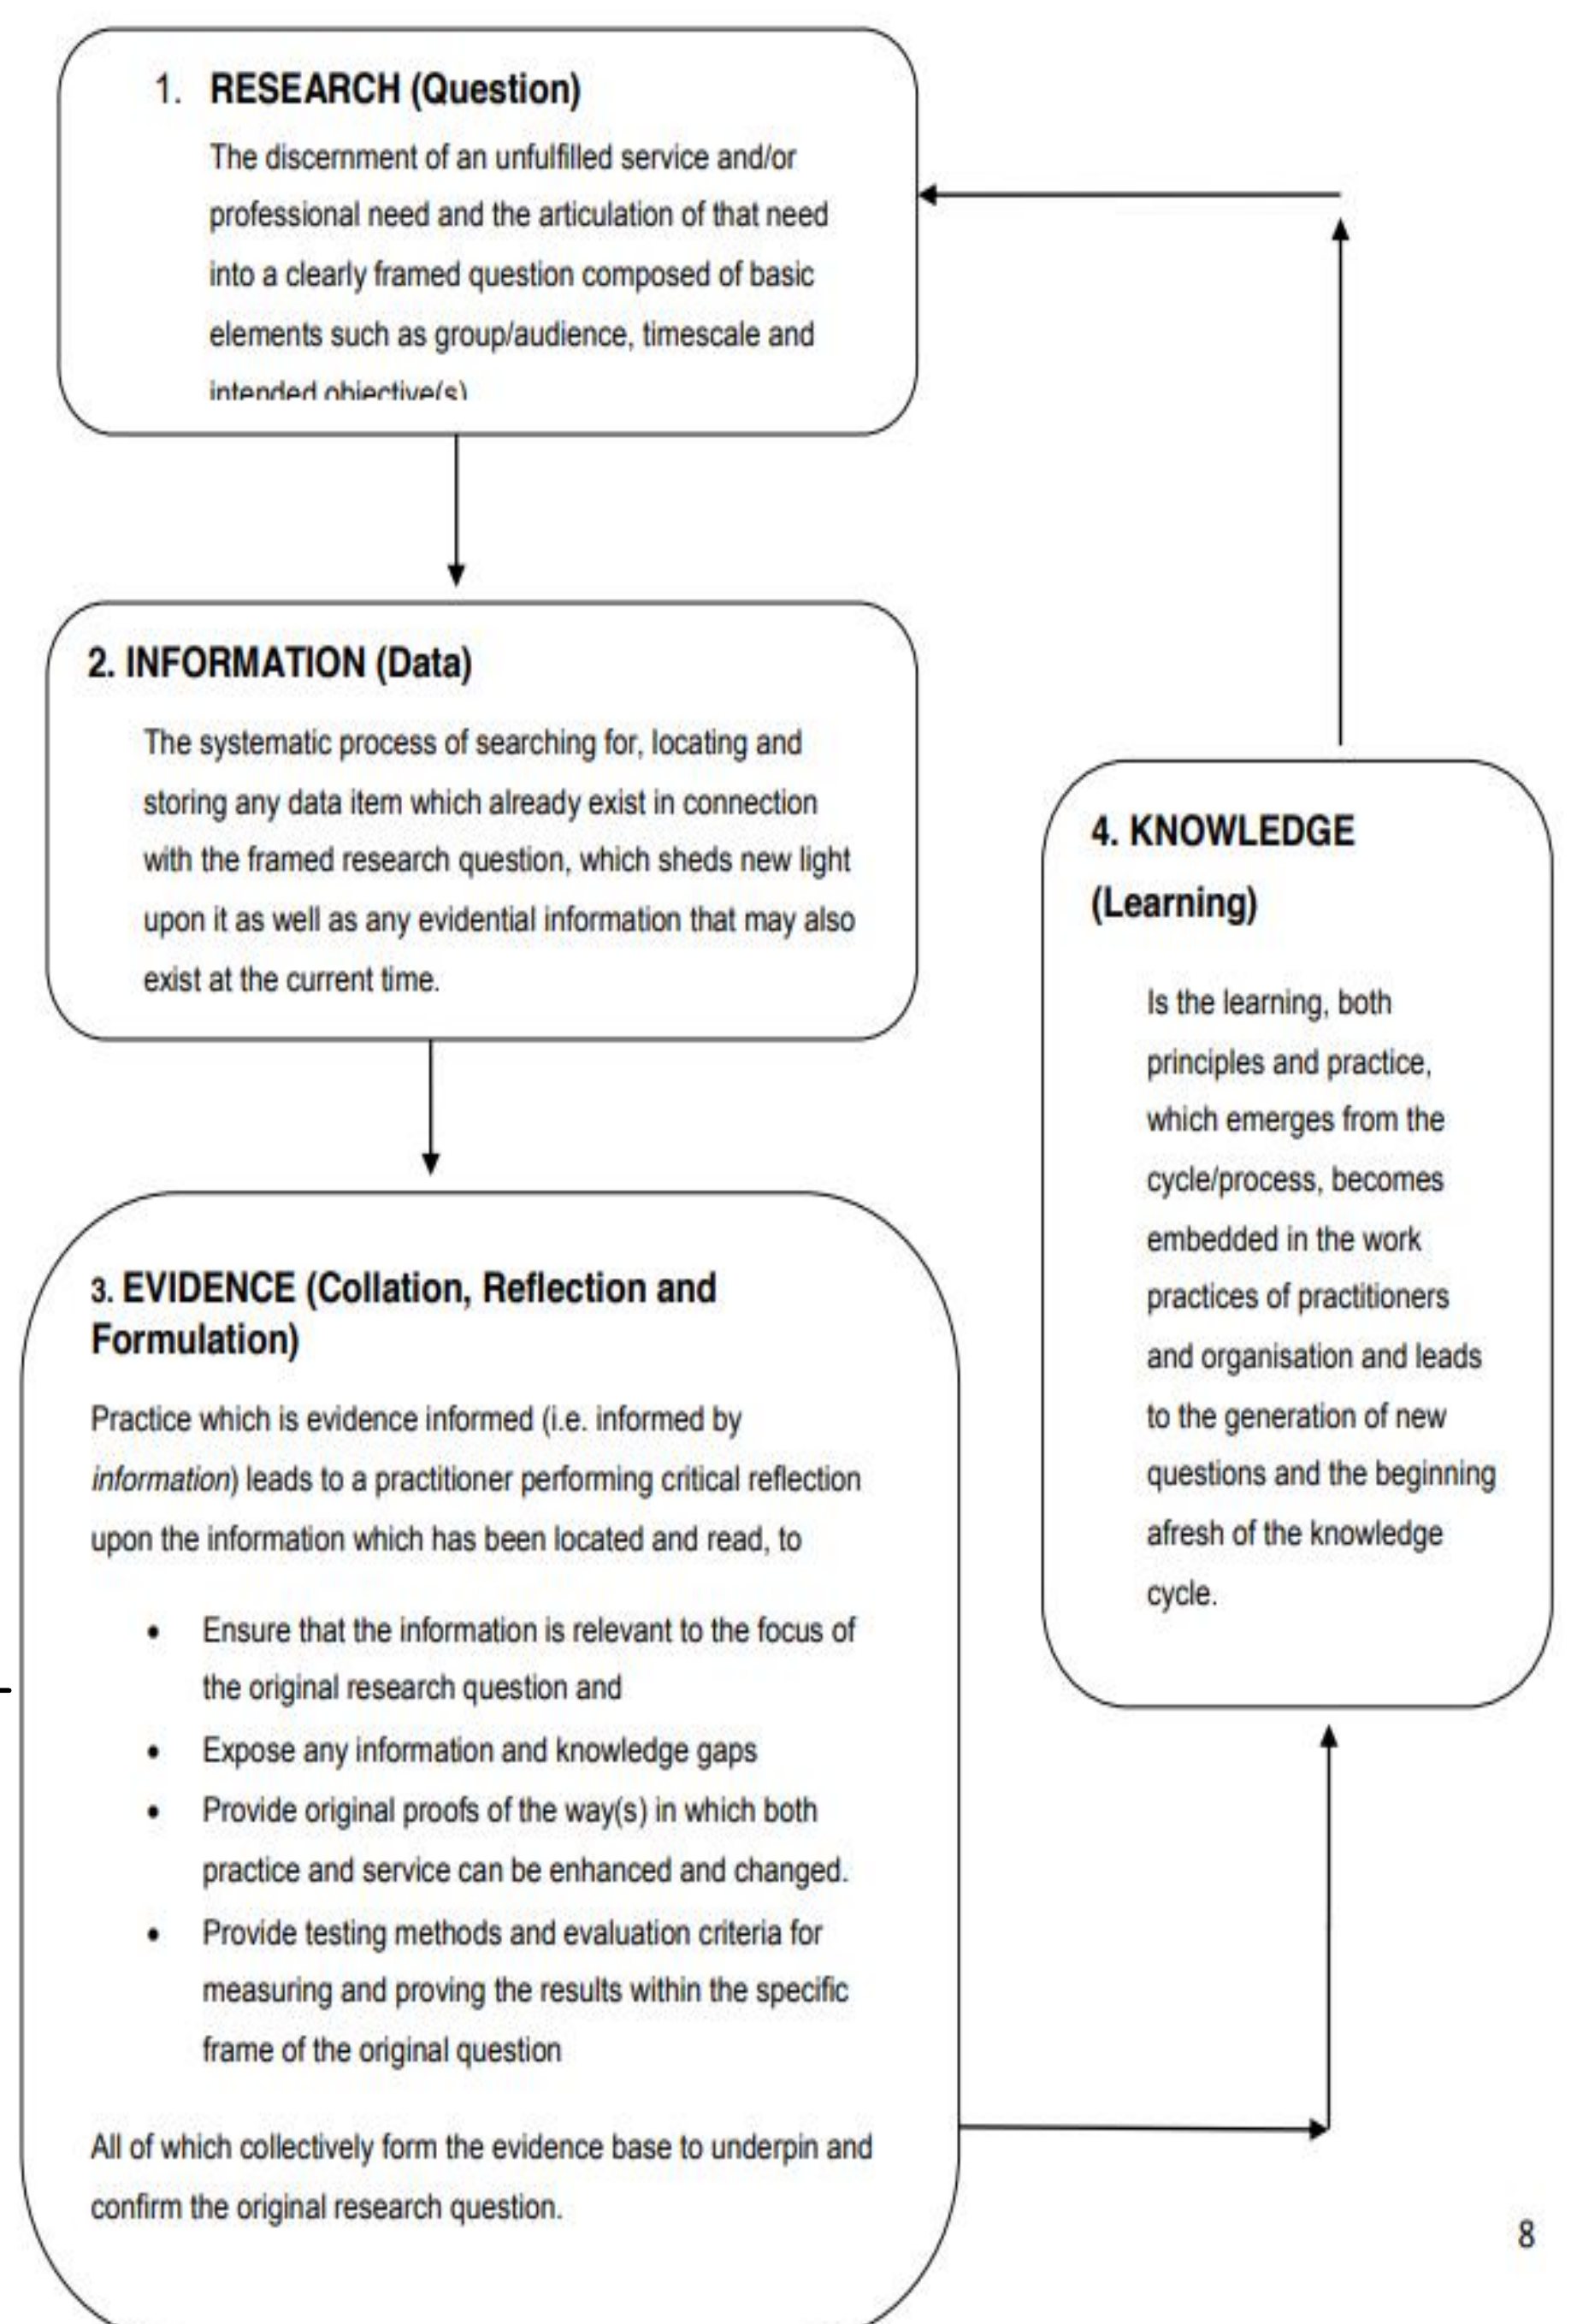 1. RESEARCH (Question)
The discernment of an unfulfilled service and/or
professional need and the articulation of that need
into a clearly framed question composed of basic
elements such as group/audience, timescale and
intended objective(s)
2. INFORMATION (Data)
The systematic process of searching for, locating and
storing any data item which already exist in connection
with the framed research question, which sheds new light
upon it as well as any evidential information that may also
exist at the current time.
3. EVIDENCE (Collation, Reflection and
Formulation)
Practice which is evidence informed (i.e. informed by
information) leads to a practitioner performing critical reflection
upon the information which has been located and read, to
• Ensure that the information is relevant to the focus of
the original research question and
• Expose any information and knowledge gaps
• Provide original proofs of the way(s) in which both
practice and service can be enhanced and changed.
• Provide testing methods and evaluation criteria for
measuring and proving the results within the specific
frame of the original question
All of which collectively form the evidence base to underpin and
confirm the original research question.
4. KNOWLEDGE
(Learning)
Is the learning, both
principles and practice,
which emerges from the
cycle/process, becomes
embedded in the work
practices of practitioners
and organisation and leads
to the generation of new
questions and the beginning
afresh of the knowledge
cycle.
8